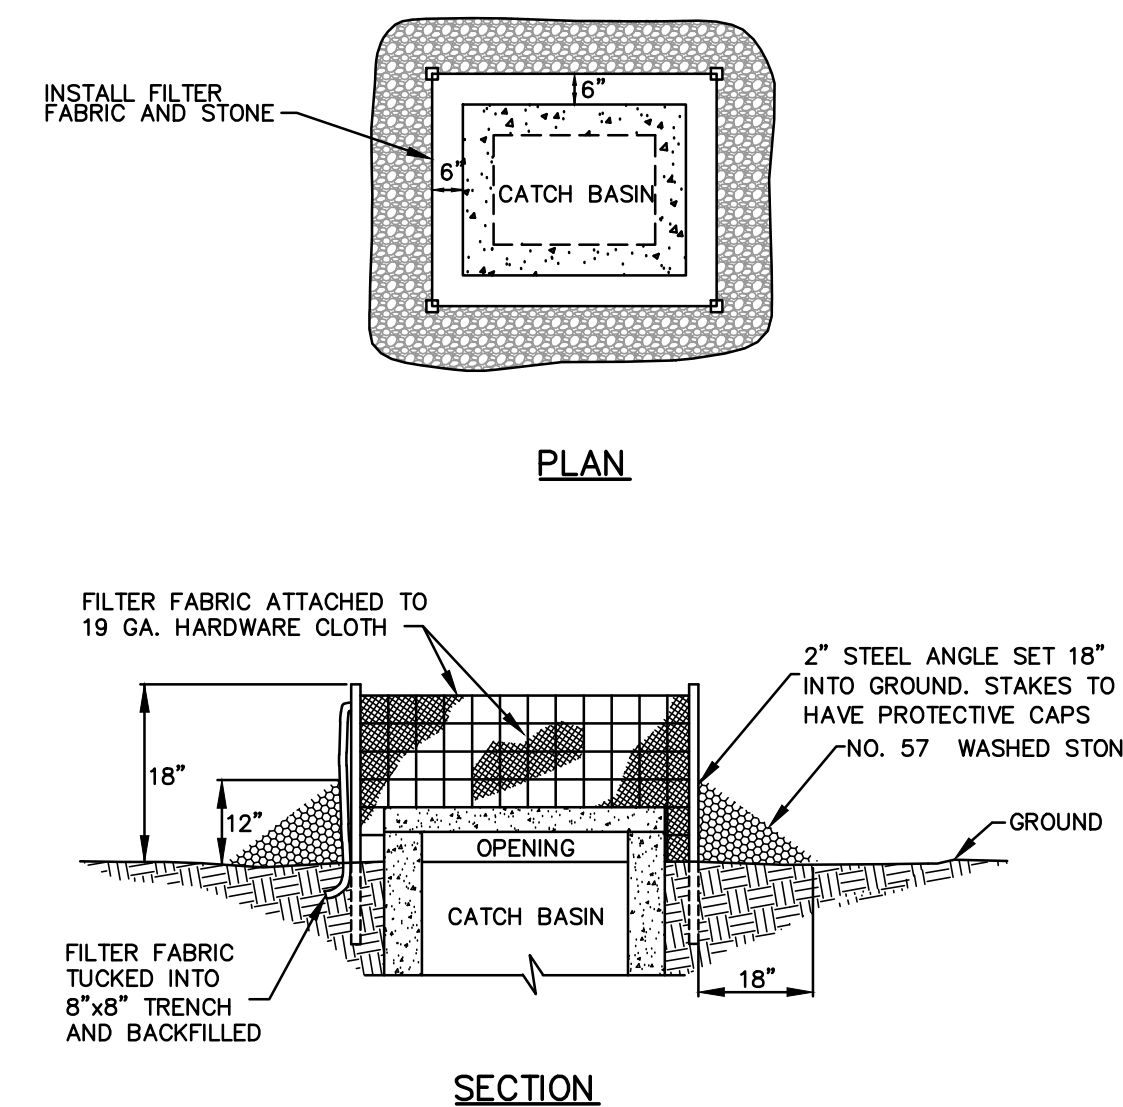 INSTALL FILTER
FABRIC AND STONE
6"
6"
CATCH BASIN
PLAN
FILTER FABRIC ATTACHED TO
19 GA. HARDWARE CLOTH
2" STEEL ANGLE SET 18"
INTO GROUND. STAKES TO
HAVE PROTECTIVE CAPS
NO. 57 WASHED STON
18"
12"
GROUND
OPENING
CATCH BASIN
FILTER FABRIC
TUCKED INTO
8"x8" TRENCH
AND BACKFILLED
18"
SECTION